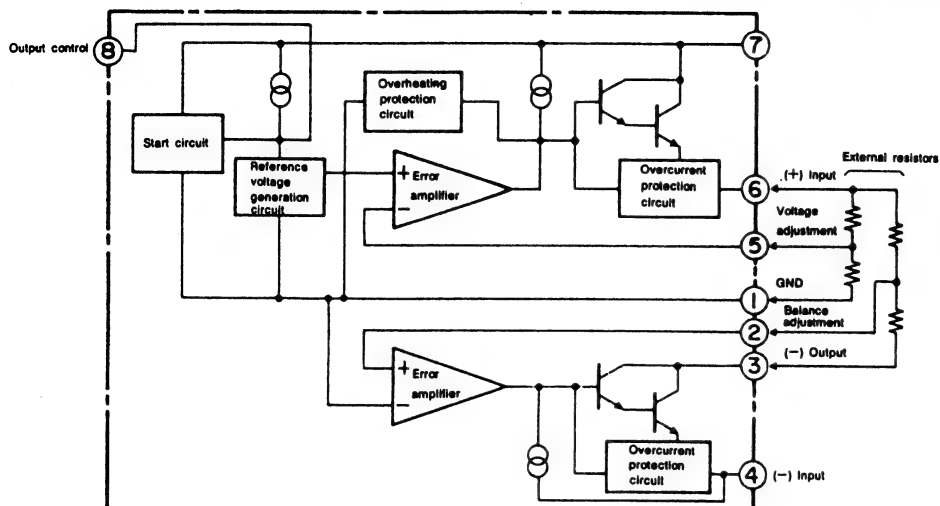 Output control
8
7
Overheating
protection
circuit
Start circuit
Reference
voltage
generation
circuit
+
Error
amplifier
−
Overcurrent
protection
circuit
External resistors
6
(+) Input
Voltage
adjustment
5
GND
1
Balance
adjustment
2
(−) Output
3
+
Error
amplifier
−
Overcurrent
protection
circuit
4
(−) Input